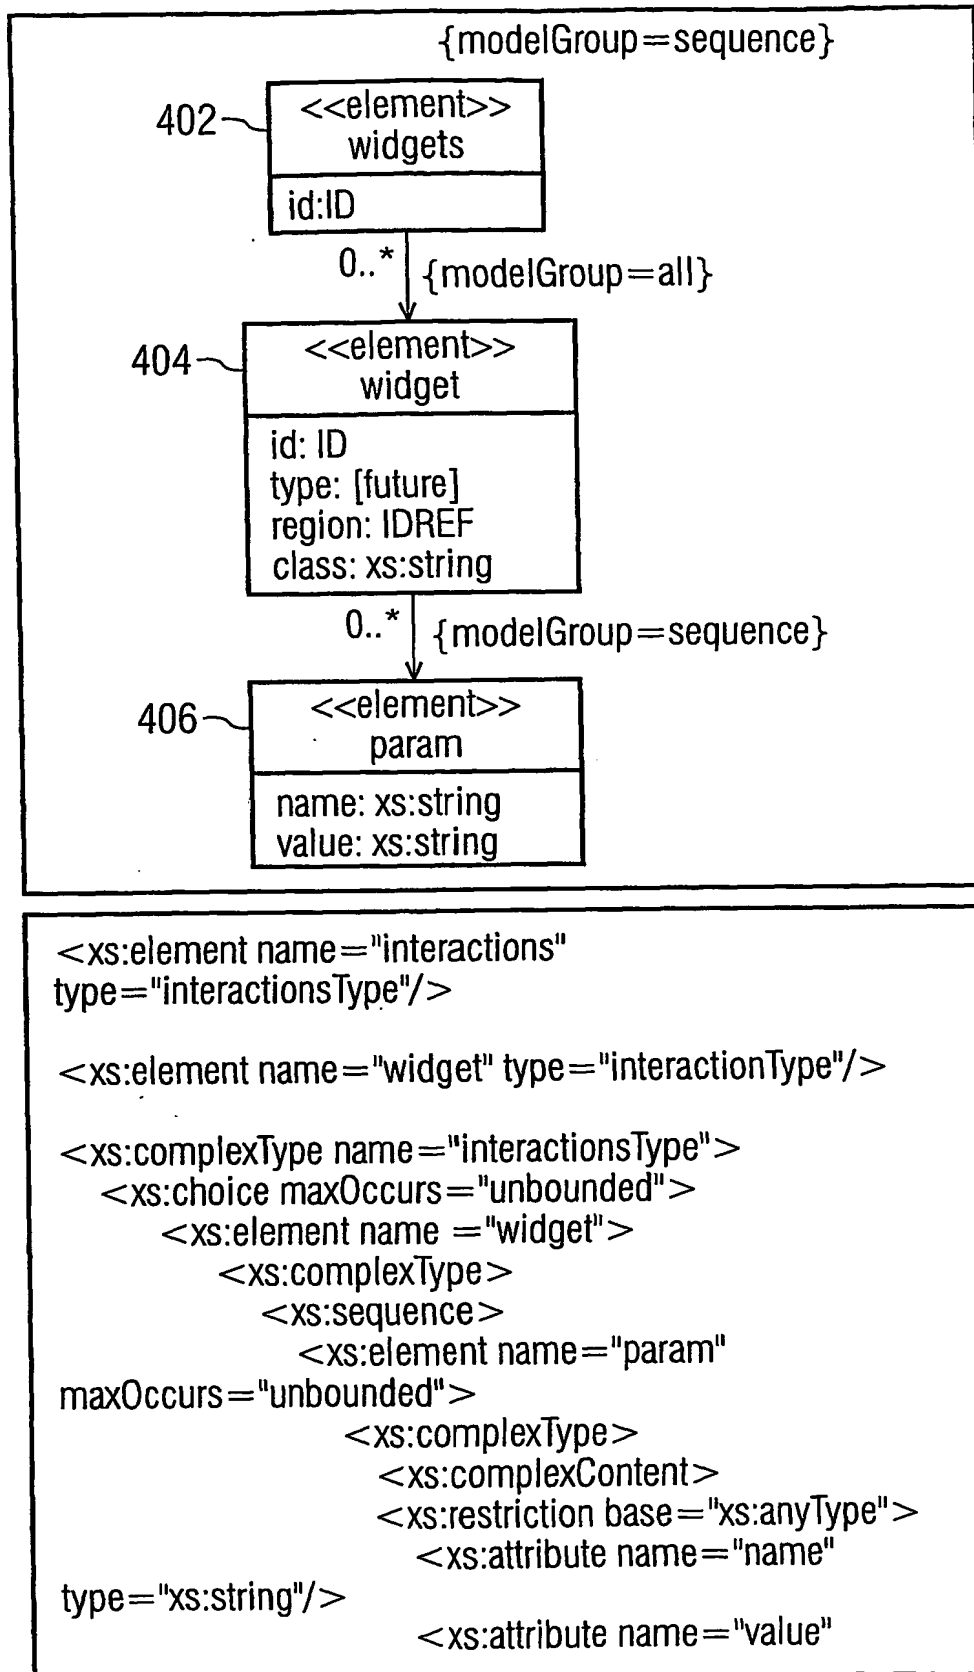 {modelGroup=sequence}
402
<<element>>
widgets
id:ID
0..*
{modelGroup=all}
404
<<element>>
widget
id: ID
type: [future]
region: IDREF
class: xs:string
0..*
{modelGroup=sequence}
406
<<element>>
param
name: xs:string
value: xs:string
<xs:element name="interactions"
type="interactionsType"/>
<xs:element name="widget" type="interactionType"/>
<xs:complexType name="interactionsType">
<xs:choice maxOccurs="unbounded">
<xs:element name ="widget">
<xs:complexType>
<xs:sequence>
<xs:element name="param"
maxOccurs="unbounded">
<xs:complexType>
<xs:complexContent>
<xs:restriction base="xs:anyType">
<xs:attribute name="name"
type="xs:string"/>
<xs:attribute name="value"